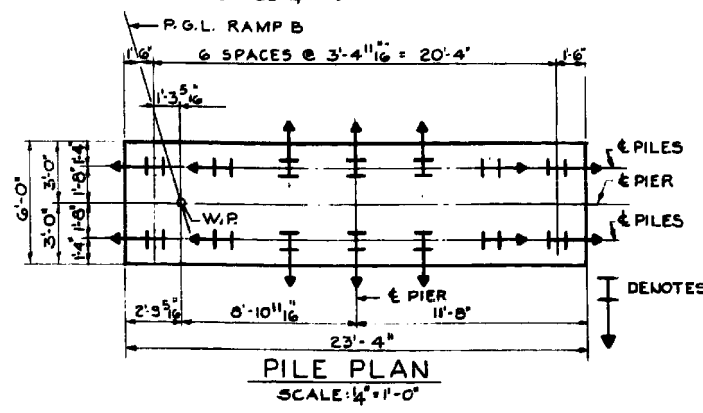 P.G.L. RAMP B
1'-6" 6 SPACES @ 3'-4 11/16" = 20'-4" 1'-6"
1'-3 5/16"
6'-0"
3'-0"
3'-0"
1'-4"
1'-8"
1'-8"
1'-4"
℄ PILES
℄ PIER
W.P.
℄ PILES
℄ PIER
DENOTES
2'-9 5/16" 8'-10 11/16" 11'-8"
23'-4"
PILE PLAN
SCALE: 1/4" = 1'-0"